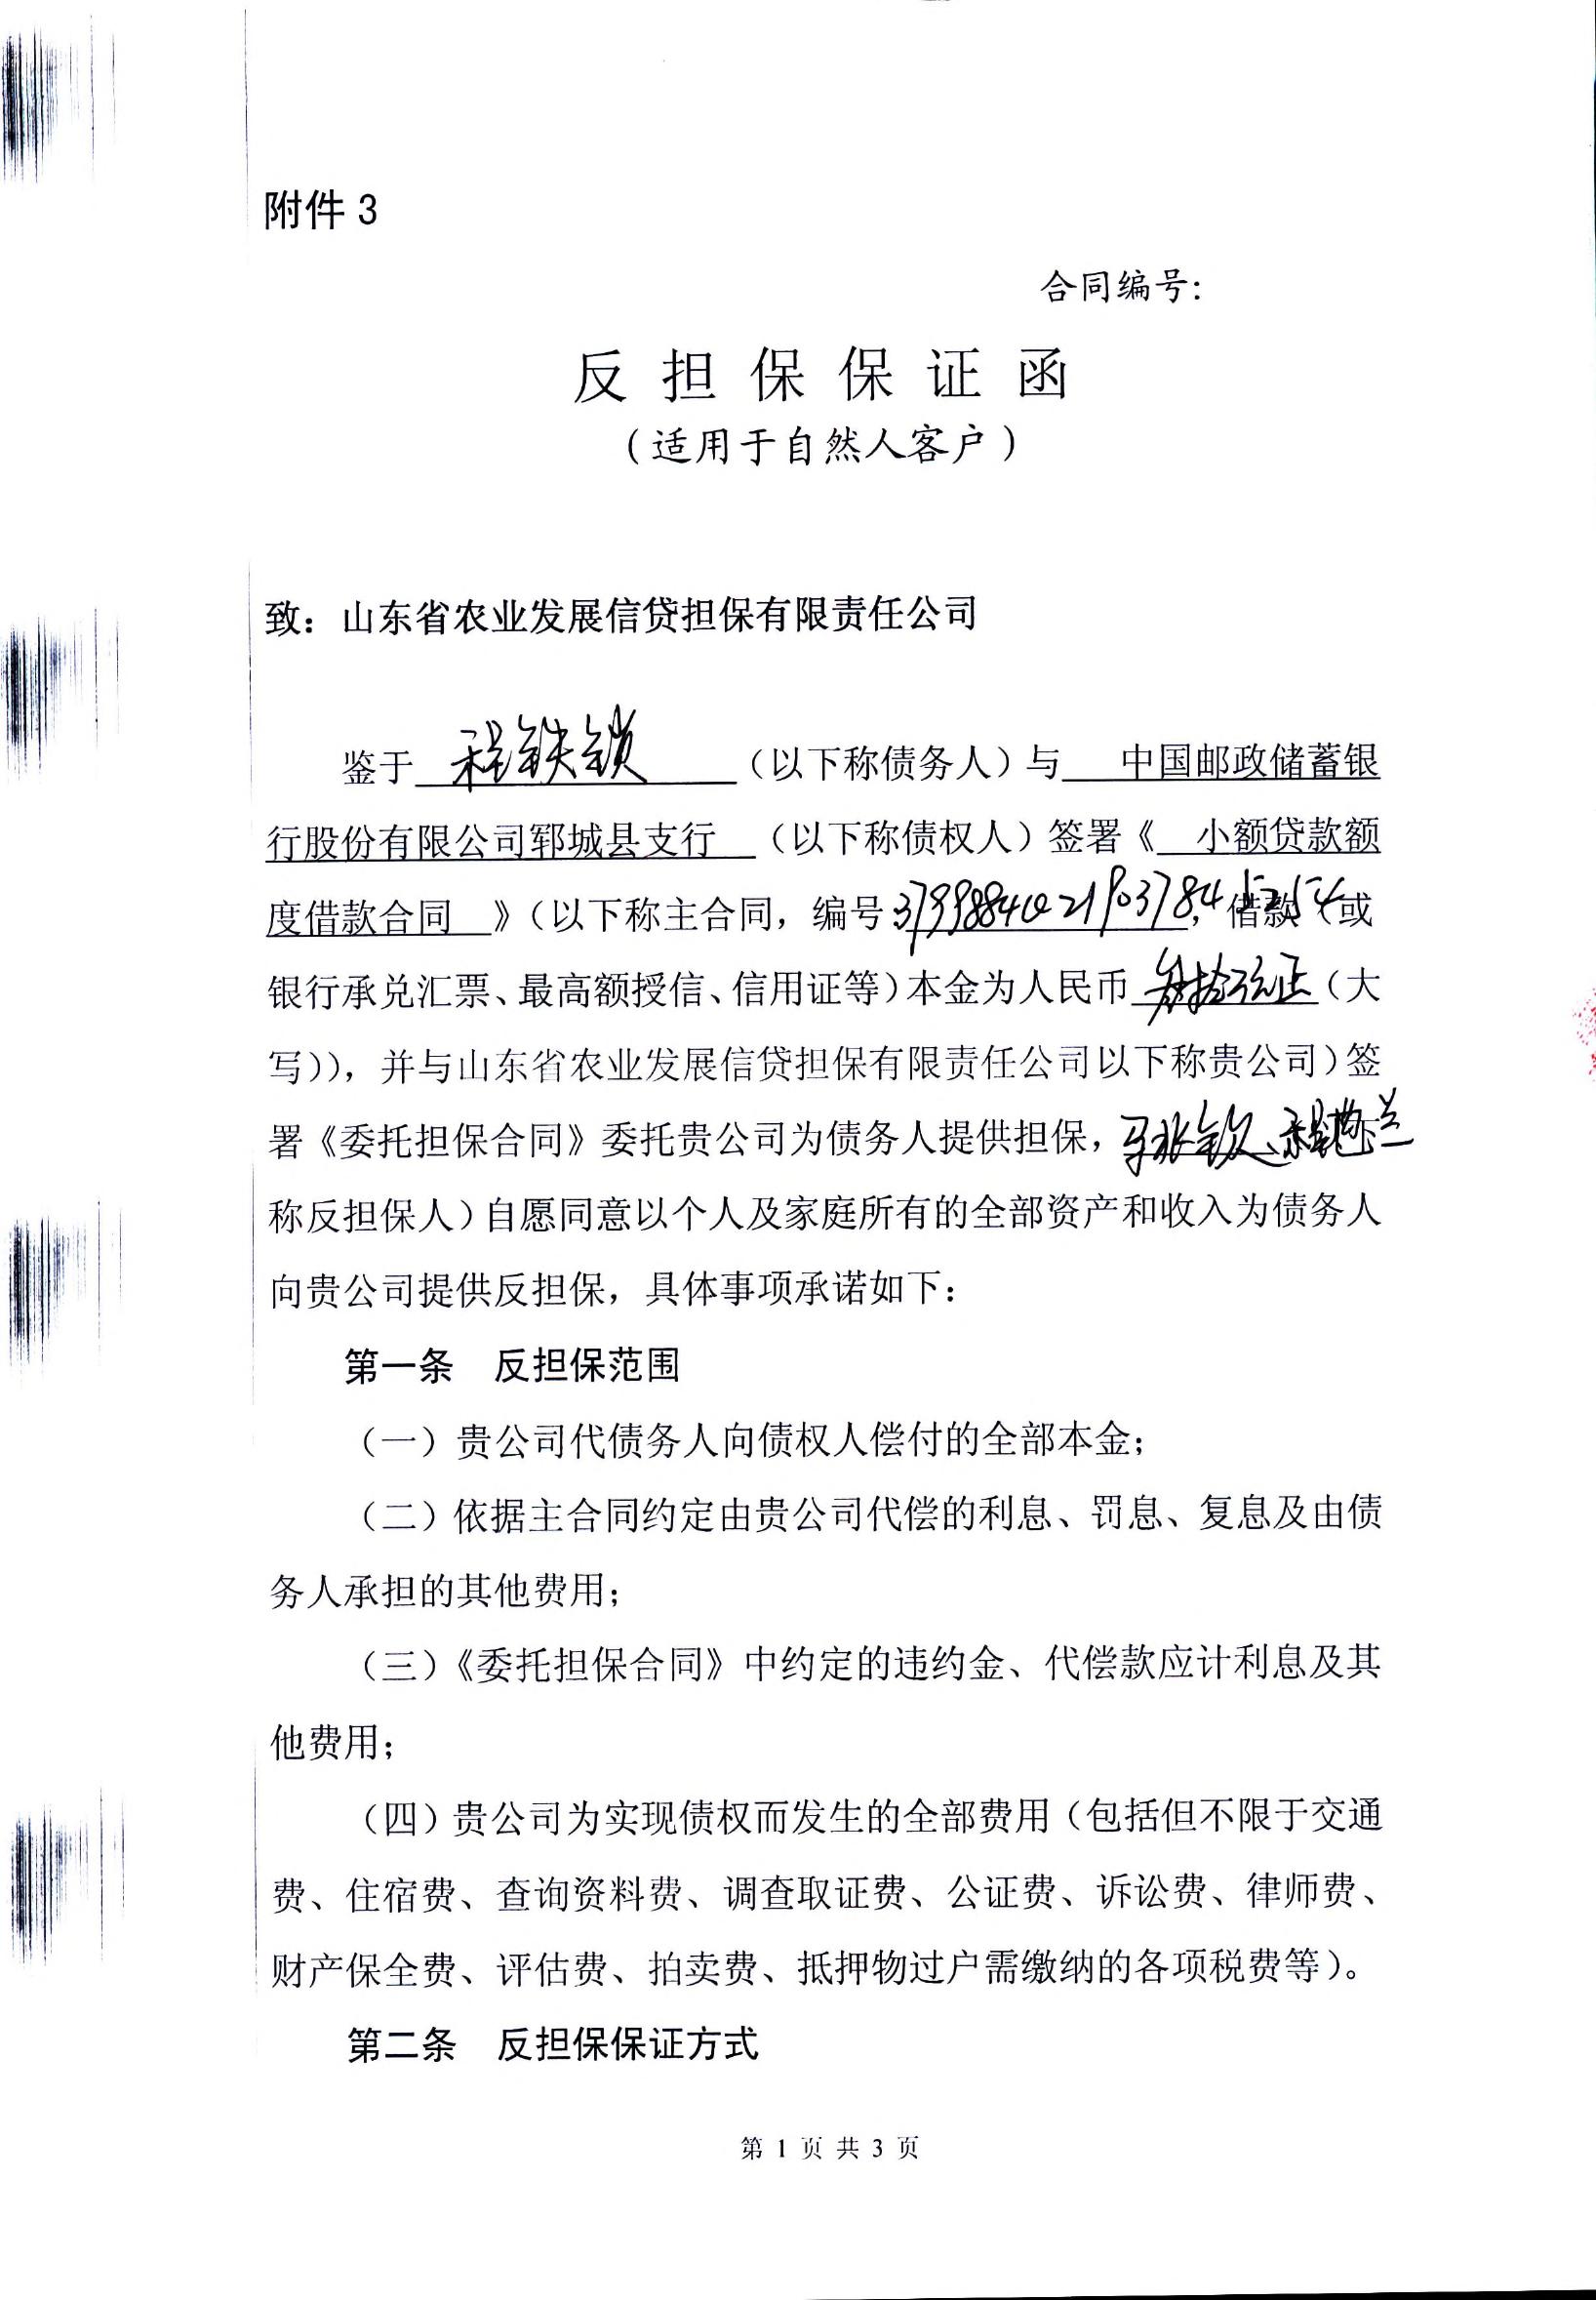 附件 3
合同编号:
反担保保证函
(适用于自然人客户)
致：山东省农业发展信贷担保有限责任公司
鉴于 程铁锁 （以下称债务人）与 中国邮政储蓄银
行股份有限公司郓城县支行 （以下称债权人）签署《 小额贷款额
度借款合同 》（以下称主合同，编号 ，借款（或
银行承兑汇票、最高额授信、信用证等）本金为人民币 叁拾万元正（大
写)），并与山东省农业发展信贷担保有限责任公司以下称贵公司）签
署《委托担保合同》委托贵公司为债务人提供担保，
称反担保人）自愿同意以个人及家庭所有的全部资产和收入为债务人
向贵公司提供反担保，具体事项承诺如下：
第一条 反担保范围
（一）贵公司代债务人向债权人偿付的全部本金；
（二）依据主合同约定由贵公司代偿的利息、罚息、复息及由债
务人承担的其他费用；
（三）《委托担保合同》中约定的违约金、代偿款应计利息及其
他费用；
（四）贵公司为实现债权而发生的全部费用（包括但不限于交通
费、住宿费、查询资料费、调查取证费、公证费、诉讼费、律师费、
财产保全费、评估费、拍卖费、抵押物过户需缴纳的各项税费等）。
第二条 反担保保证方式
第 1 页 共 3 页